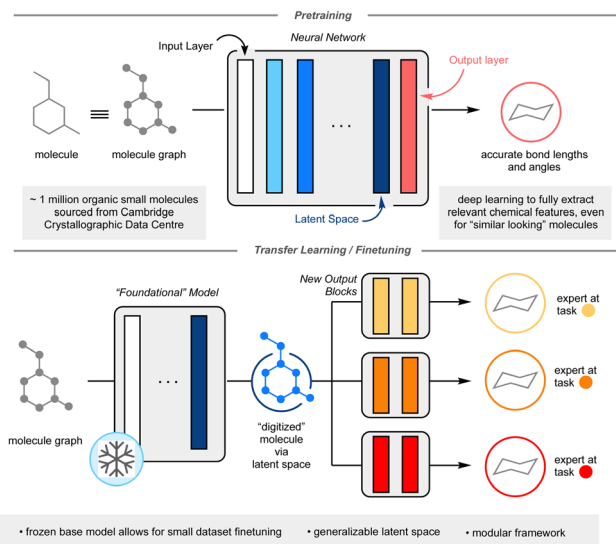 Pretraining
Input Layer
Neural Network
Output layer
...
molecule
molecule graph
accurate bond lengths
and angles
~ 1 million organic small molecules
sourced from Cambridge
Crystallographic Data Centre
Latent Space
deep learning to fully extract
relevant chemical features, even
for “similar looking” molecules
Transfer Learning / Finetuning
“Foundational” Model
New Output
Blocks
expert at
task
...
expert at
task
molecule graph
“digitized”
molecule
via
latent space
expert at
task
• frozen base model allows for small dataset finetuning • generalizable latent space • modular framework